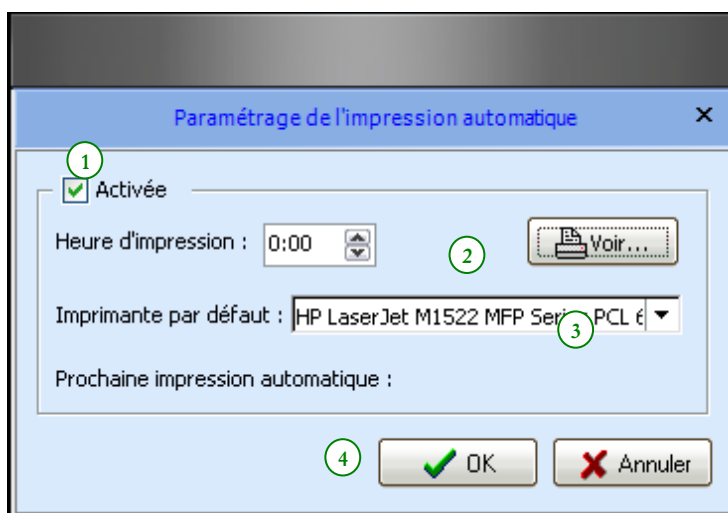 Paramétrage de l'impression automatique
1
Activée
Heure d'impression : 0:00
2
Voir...
Imprimante par défaut : HP LaserJet M1522 MFP PCL 6
3
Prochaine impression automatique :
4
OK
Annuler